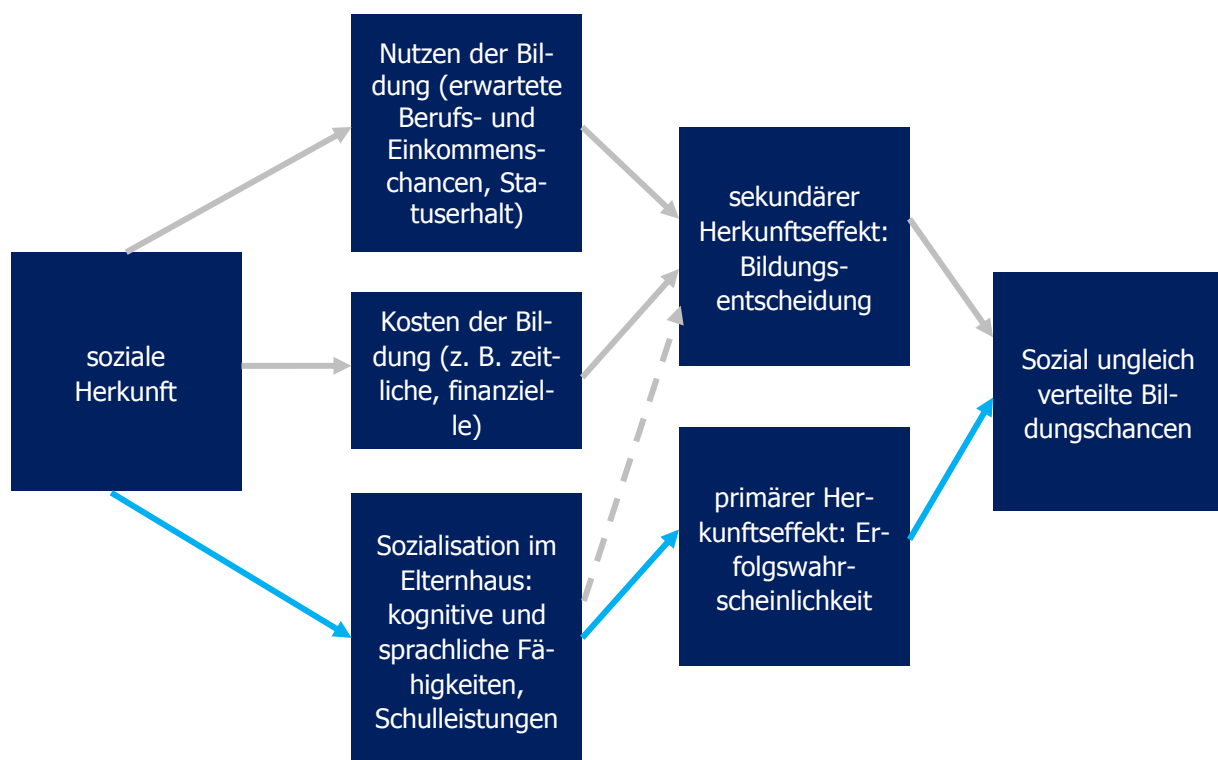 Nutzen der Bil-
dung (erwartete
Berufs- und
Einkommens-
chancen, Sta-
tuserhalt)
soziale
Herkunft
Kosten der Bil-
dung (z. B. zeit-
liche, finanziel-
le)
Sozialisation im
Elternhaus:
kognitive und
sprachliche Fä-
higkeiten,
Schulleistungen
sekundärer
Herkunftseffekt:
Bildungs-
entscheidung
primärer Her-
kunftseffekt: Er-
folgswahr-
scheinlichkeit
Sozial ungleich
verteilte Bil-
dungschancen